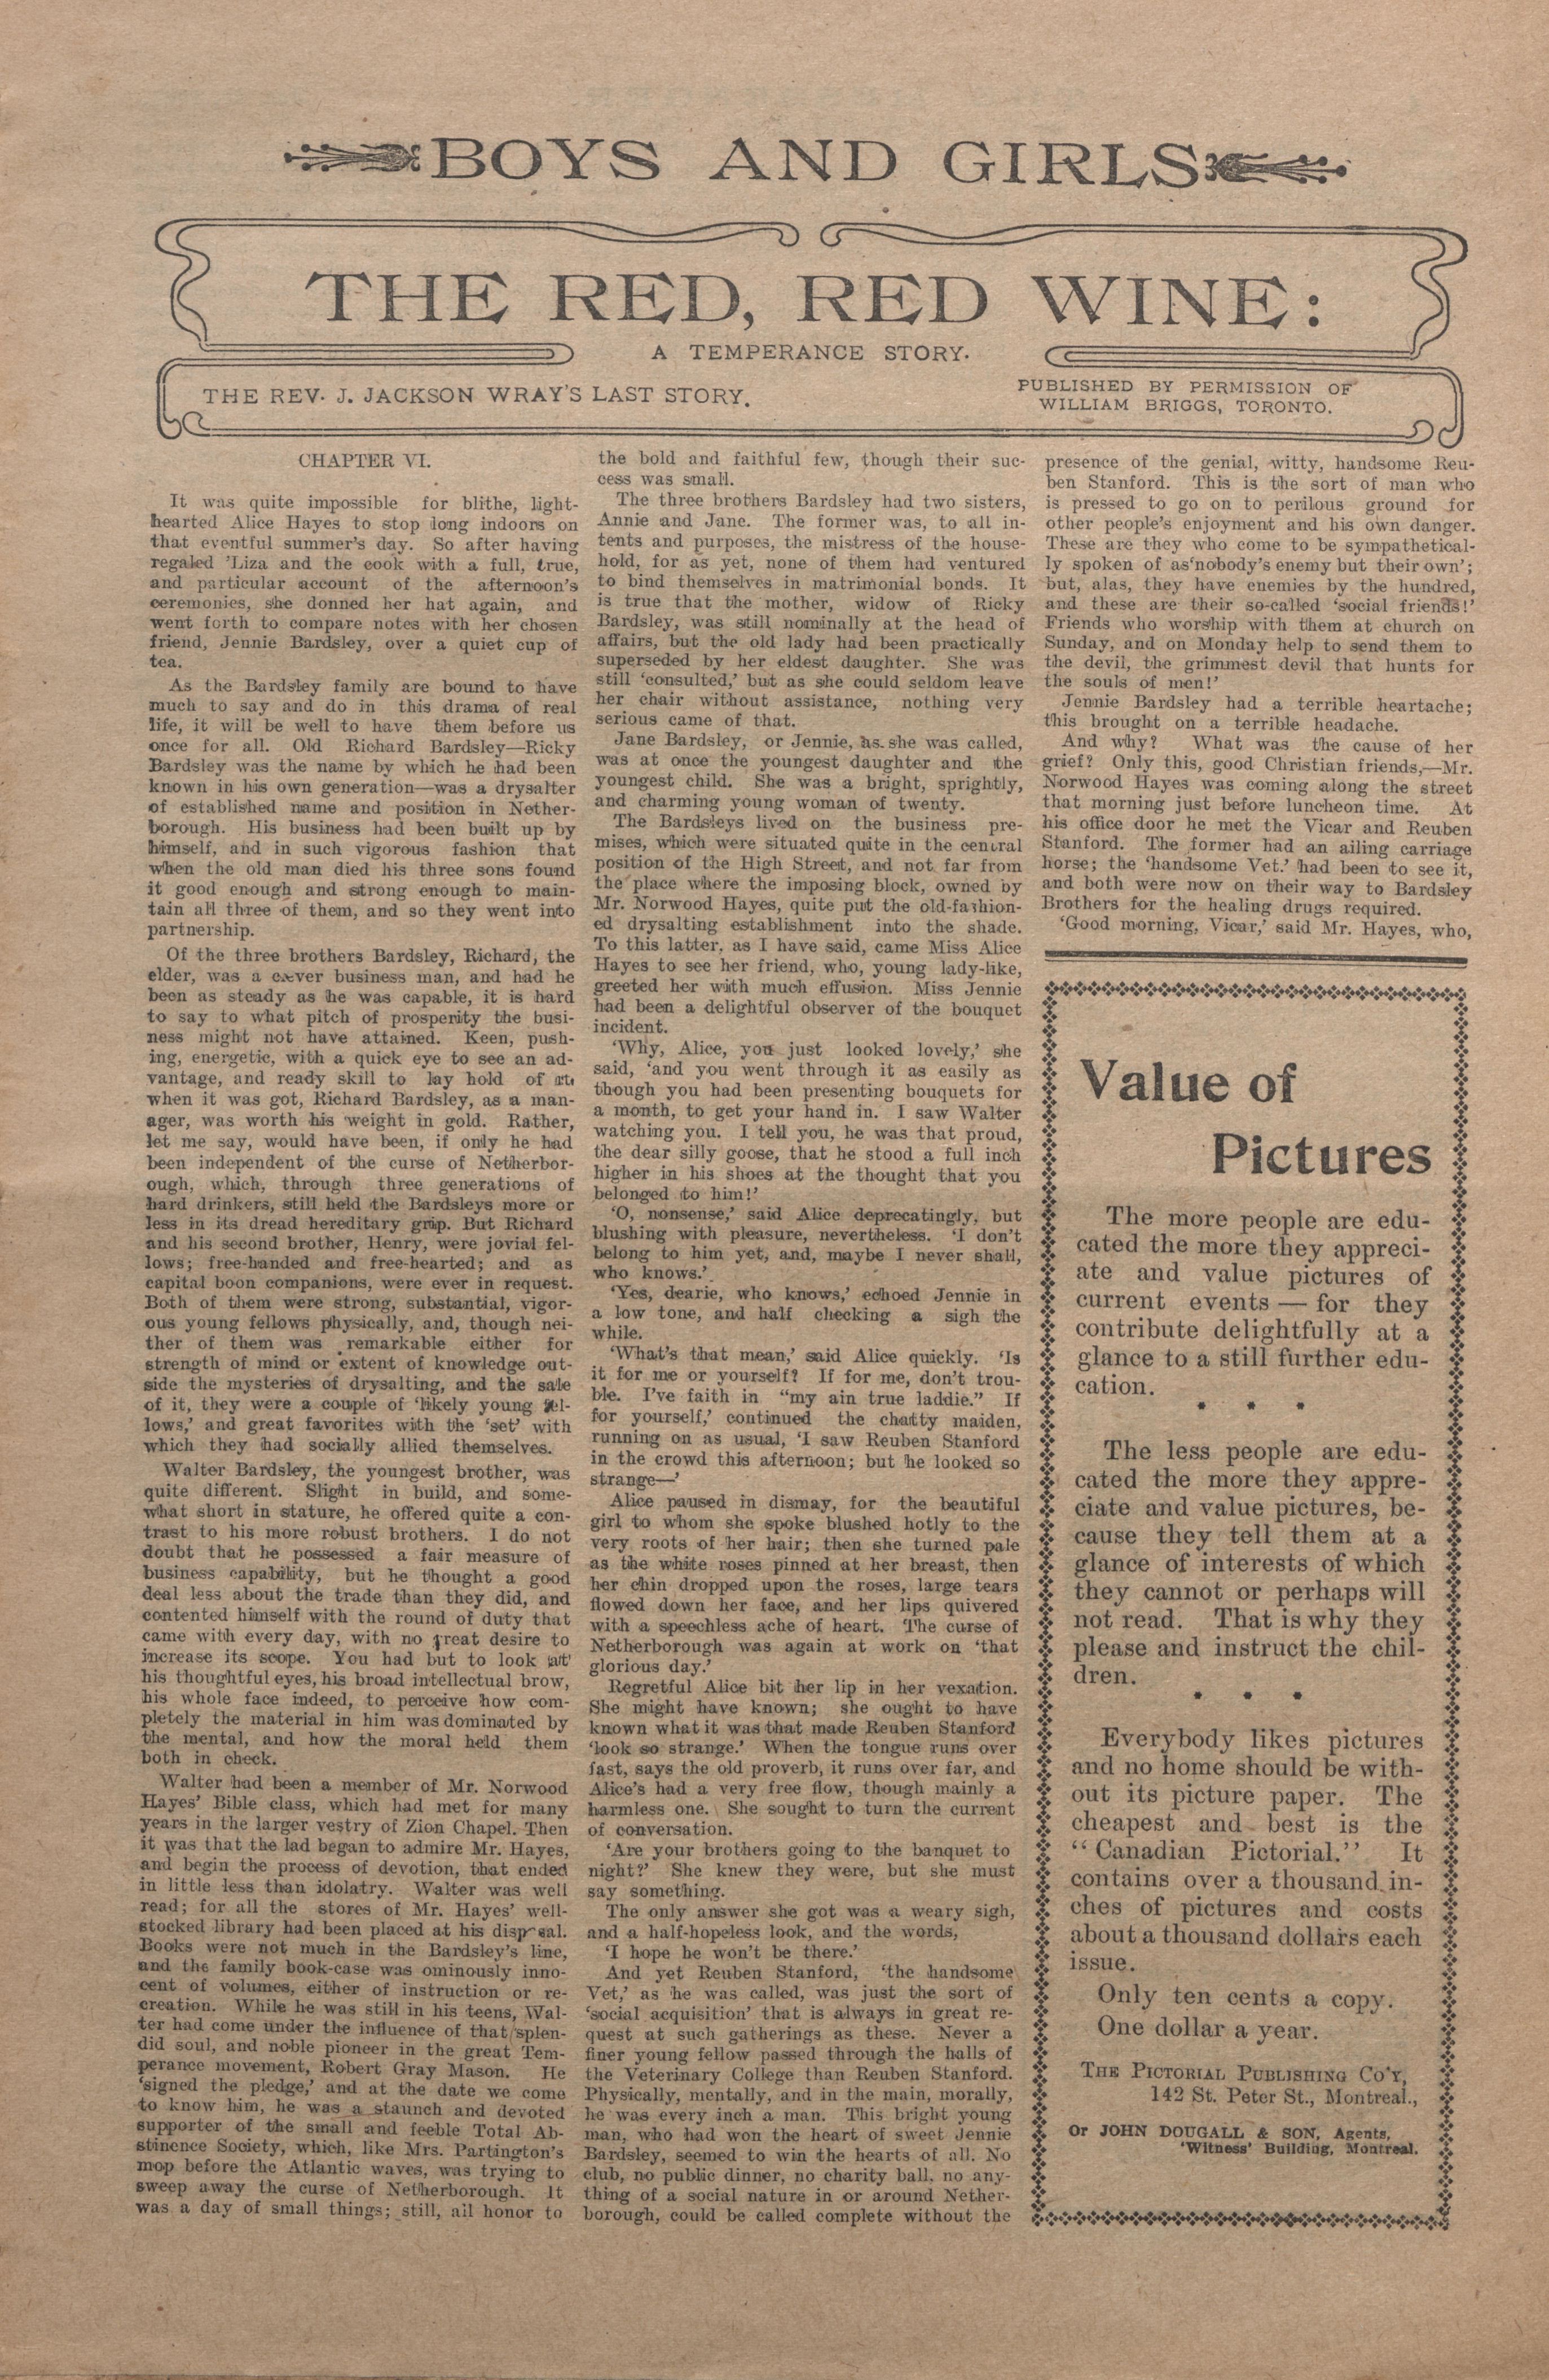 BOYS AND GIRLS
THE RED, RED WINE:
A TEMPERANCE STORY.
THE REV. J. JACKSON WRAY'S LAST STORY.
PUBLISHED BY PERMISSION OF
WILLIAM BRIGGS, TORONTO.
CHAPTER VI.
It was quite impossible for blithe, light-
hearted Alice Hayes to stop long indoors on
that eventful summer's day. So after having
regaled 'Liza and the cook with a full, true,
and particular account of the afternoon's
ceremonies, she donned her hat again, and
went forth to compare notes with her chosen
friend, Jennie Bardsley, over a quiet cup of
tea.
As the Bardsley family are bound to have
much to say and do in this drama of real
life, it will be well to have them before us
once for all. Old Richard Bardsley—Ricky
Bardsley was the name by which he had been
known in his own generation—was a drysalter
of established name and position in Nether-
borough. His business had been built up by
himself, and in such vigorous fashion that
when the old man died his three sons found
it good enough and strong enough to main-
tain all three of them, and so they went into
partnership.
Of the three brothers Bardsley, Richard, the
elder, was a clever business man, and had he
been as steady as he was capable, it is hard
to say to what pitch of prosperity the busi-
ness might not have attained. Keen, push-
ing, energetic, with a quick eye to see an ad-
vantage, and ready skill to lay hold of it
when it was got, Richard Bardsley, as a man-
ager, was worth his weight in gold. Rather,
let me say, would have been, if only he had
been independent of the curse of Netherbor-
ough, which, through three generations of
hard drinkers, still held the Bardsleys more or
less in its dread hereditary grip. But Richard
and his second brother, Henry, were jovial fel-
lows; free-handed and free-hearted; and as
capital boon companions, were ever in request.
Both of them were strong, substantial, vigor-
ous young fellows physically, and, though nei-
ther of them was remarkable either for
strength of mind or extent of knowledge out-
side the mysteries of drysalting, and the sale
of it, they were a couple of 'likely young fel-
lows,' and great favorites with the 'set' with
which they had socially allied themselves.
Walter Bardsley, the youngest brother, was
quite different. Slight in build, and some-
what short in stature, he offered quite a con-
trast to his more robust brothers. I do not
doubt that he possessed a fair measure of
business capability, but he thought a good
deal less about the trade than they did, and
contented himself with the round of duty that
came with every day, with no great desire to
increase its scope. You had but to look at
his thoughtful eyes, his broad intellectual brow,
his whole face indeed, to perceive how com-
pletely the material in him was dominated by
the mental, and how the moral held them
both in check.
Walter had been a member of Mr. Norwood
Hayes' Bible class, which had met for many
years in the larger vestry of Zion Chapel. Then
it was that the lad began to admire Mr. Hayes,
and begin the process of devotion, that ended
in little less than idolatry. Walter was well
read; for all the stores of Mr. Hayes' well-
stocked library had been placed at his disposal.
Books were not much in the Bardsley's line,
and the family book-case was ominously inno-
cent of volumes, either of instruction or re-
creation. While he was still in his teens, Wal-
ter had come under the influence of that splen-
did soul, and noble pioneer in the great Tem-
perance movement, Robert Gray Mason. He
'signed the pledge,' and at the date we come
to know him, he was a staunch and devoted
supporter of the small and feeble Total Ab-
stinence Society, which, like Mrs. Partington's
mop before the Atlantic waves, was trying to
sweep away the curse of Netherborough. It
was a day of small things; still, all honor to
the bold and faithful few, though their suc-
cess was small.
The three brothers Bardsley had two sisters,
Annie and Jane. The former was, to all in-
tents and purposes, the mistress of the house-
hold, for as yet, none of them had ventured
to bind themselves in matrimonial bonds. It
is true that the mother, widow of Ricky
Bardsley, was still nominally at the head of
affairs, but the old lady had been practically
superseded by her eldest daughter. She was
still 'consulted,' but as she could seldom leave
her chair without assistance, nothing very
serious came of that.
Jane Bardsley, or Jennie, as she was called,
was at once the youngest daughter and the
youngest child. She was a bright, sprightly,
and charming young woman of twenty.
The Bardsleys lived on the business pre-
mises, which were situated quite in the central
position of the High Street, and not far from
the place where the imposing block, owned by
Mr. Norwood Hayes, quite put the old-fashion-
ed drysalting establishment into the shade.
To this latter, as I have said, came Miss Alice
Hayes to see her friend, who, young lady-like,
greeted her with much effusion. Miss Jennie
had been a delightful observer of the bouquet
incident.
'Why, Alice, you just looked lovely,' she
said, 'and you went through it as easily as
though you had been presenting bouquets for
a month, to get your hand in. I saw Walter
watching you. I tell you, he was that proud,
the dear silly goose, that he stood a full inch
higher in his shoes at the thought that you
belonged to him!'
'O, nonsense,' said Alice deprecatingly, but
blushing with pleasure, nevertheless. 'I don't
belong to him yet, and, maybe I never shall,
who knows.'
'Yes, dearie, who knows,' echoed Jennie in
a low tone, and half checking a sigh the
while.
'What's that mean,' said Alice quickly. 'Is
it for me or yourself? If for me, don't trou-
ble. I've faith in "my ain true laddie." If
for yourself,' continued the chatty maiden,
running on as usual, 'I saw Reuben Stanford
in the crowd this afternoon; but he looked so
strange—'
Alice paused in dismay, for the beautiful
girl to whom she spoke blushed hotly to the
very roots of her hair; then she turned pale
as the white roses pinned at her breast, then
her chin dropped upon the roses, large tears
flowed down her face, and her lips quivered
with a speechless ache of heart. The curse of
Netherborough was again at work on 'that
glorious day.'
Regretful Alice bit her lip in her vexation.
She might have known; she ought to have
known what it was that made Reuben Stanford
'look so strange.' When the tongue runs over
fast, says the old proverb, it runs over far, and
Alice's had a very free flow, though mainly a
harmless one. She sought to turn the current
of conversation.
'Are your brothers going to the banquet to
night?' She knew they were, but she must
say something.
The only answer she got was a weary sigh,
and a half-hopeless look, and the words,
'I hope he won't be there.'
And yet Reuben Stanford, 'the handsome
Vet,' as he was called, was just the sort of
'social acquisition' that is always in great re-
quest at such gatherings as these. Never a
finer young fellow passed through the halls of
the Veterinary College than Reuben Stanford.
Physically, mentally, and in the main, morally,
he was every inch a man. This bright young
man, who had won the heart of sweet Jennie
Bardsley, seemed to win the hearts of all. No
club, no public dinner, no charity ball, no any-
thing of a social nature in or around Nether-
borough, could be called complete without the
presence of the genial, witty, handsome Reu-
ben Stanford. This is the sort of man who
is pressed to go on to perilous ground for
other people's enjoyment and his own danger.
These are they who come to be sympathetical-
ly spoken of as 'nobody's enemy but their own';
but, alas, they have enemies by the hundred,
and these are their so-called 'social friends!'
Friends who worship with them at church on
Sunday, and on Monday help to send them to
the devil, the grimmest devil that hunts for
the souls of men!'
Jennie Bardsley had a terrible heartache;
this brought on a terrible headache.
And why? What was the cause of her
grief? Only this, good Christian friends,—Mr.
Norwood Hayes was coming along the street
that morning just before luncheon time. At
his office door he met the Vicar and Reuben
Stanford. The former had an ailing carriage
horse; the 'handsome Vet.' had been to see it,
and both were now on their way to Bardsley
Brothers for the healing drugs required.
'Good morning, Vicar,' said Mr. Hayes, who,
Value of
Pictures
The more people are edu-
cated the more they appreci-
ate and value pictures of
current events — for they
contribute delightfully at a
glance to a still further edu-
cation.
* * *
The less people are edu-
cated the more they appre-
ciate and value pictures, be-
cause they tell them at a
glance of interests of which
they cannot or perhaps will
not read. That is why they
please and instruct the chil-
dren.
* * *
Everybody likes pictures
and no home should be with-
out its picture paper. The
cheapest and best is the
"Canadian Pictorial." It
contains over a thousand in-
ches of pictures and costs
about a thousand dollars each
issue.
Only ten cents a copy.
One dollar a year.
THE PICTORIAL PUBLISHING CO'Y,
142 St. Peter St., Montreal.,
Or JOHN DOUGALL & SON, Agents,
'Witness' Building, Montreal.